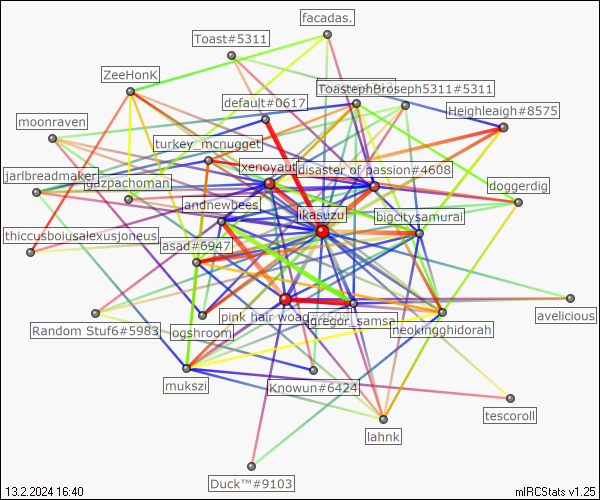 facadas.
Toast#5311
ZeeHonK
ToastephBroseph5311#5311
default#0617
Heighleaigh#8575
moonraven
turkey_mcnugget
xenoyaut
disaster of passion#4608
jarlbreadmaker
gazpachoman
doggerdig
andnewbees
ikasuzu
bigcitysamurai
thiccusboiusalexusjoneus
asad#6947
avelicious
pink hair woag
gregor_samsa
neokingghidorah
Random Stuf6#5983
ogshroom
mukszi
Knowun#6424
tescoroll
lahnk
Duck™#9103
13.2.2024 16:40
mIRCStats v1.25